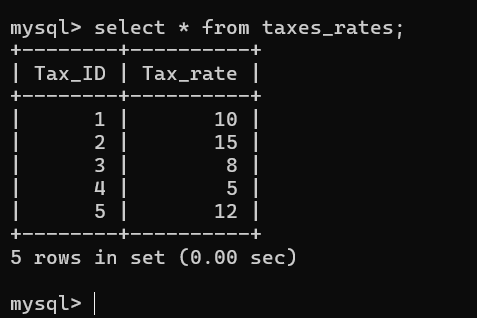 mysql> select * from taxes_rates;
+--------+----------+
| Tax_ID | Tax_rate |
+--------+----------+
|      1 |       10 |
|      2 |       15 |
|      3 |        8 |
|      4 |        5 |
|      5 |       12 |
+--------+----------+
5 rows in set (0.00 sec)
mysql>